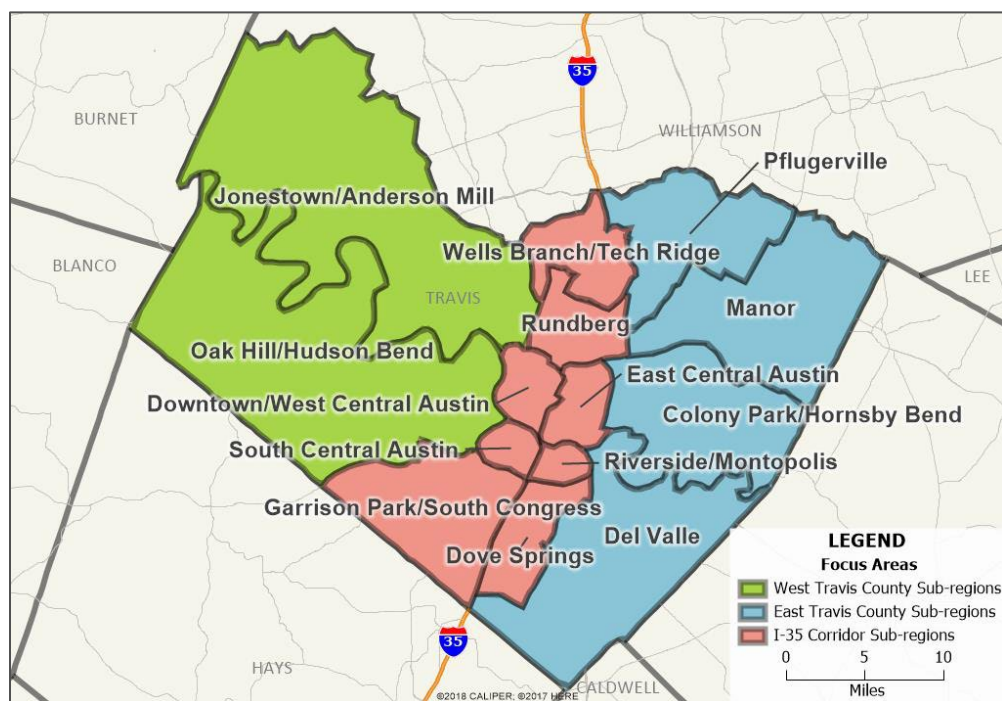 35
BURNET
WILLIAMSON
Pflugerville
Jonestown/Anderson Mill
Wells Branch/Tech Ridge
BLANCO
LEE
TRAVIS
Manor
Rundberg
Oak Hill/Hudson Bend
East Central Austin
Downtown/West Central Austin
Colony Park/Hornsby Bend
South Central Austin
Riverside/Montopolis
Garrison Park/South Congress
Del Valle
Dove Springs
LEGEND
Focus Areas
West Travis County Sub-regions
East Travis County Sub-regions
I-35 Corridor Sub-regions
35
0 5 10
Miles
HAYS
CALDWELL
©2018 CALIPER; ©2017 HERE